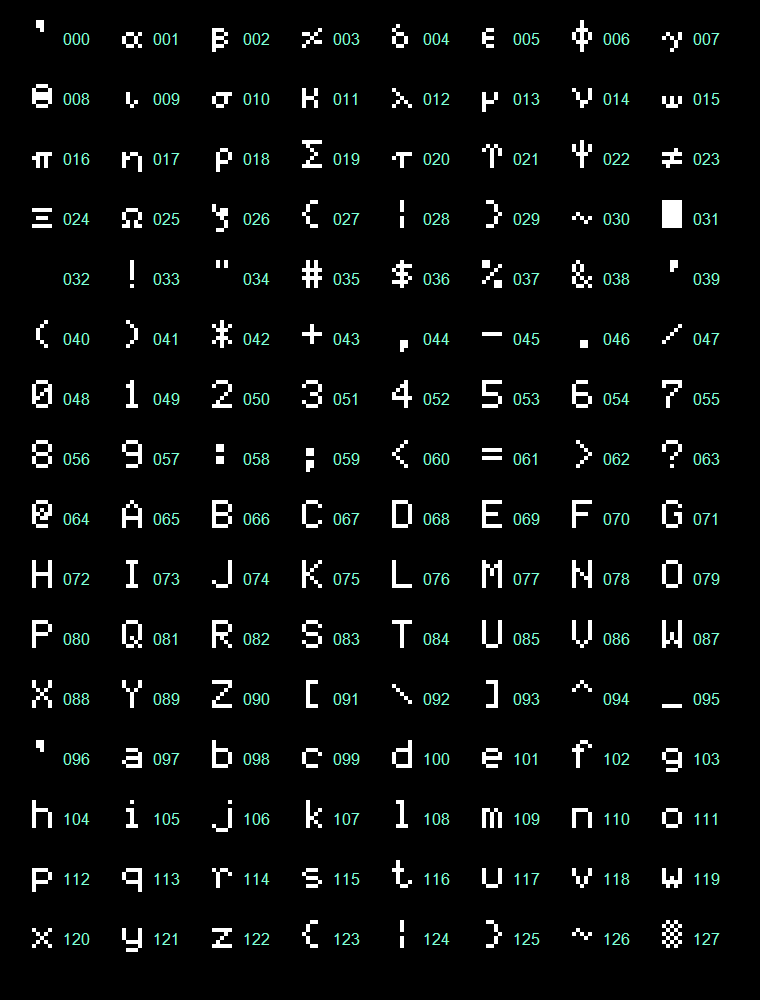 ' 000 α 001 β 002 χ 003 δ 004 ε 005 ϕ 006 γ 007
θ 008 ι 009 σ 010 κ 011 λ 012 μ 013 ν 014 ω 015
π 016 η 017 ρ 018 Σ 019 τ 020 ϒ 021 Ψ 022 ≠ 023
Ξ 024 Ω 025 ζ 026 { 027 ¦ 028 } 029 ~ 030 █ 031
032 ! 033 " 034 # 035 $ 036 % 037 & 038 ' 039
( 040 ) 041 * 042 + 043 , 044 - 045 . 046 / 047
0 048 1 049 2 050 3 051 4 052 5 053 6 054 7 055
8 056 9 057 : 058 ; 059 < 060 = 061 > 062 ? 063
@ 064 A 065 B 066 C 067 D 068 E 069 F 070 G 071
H 072 I 073 J 074 K 075 L 076 M 077 N 078 O 079
P 080 Q 081 R 082 S 083 T 084 U 085 V 086 W 087
X 088 Y 089 Z 090 [ 091 \ 092 ] 093 ^ 094 _ 095
' 096 a 097 b 098 c 099 d 100 e 101 f 102 g 103
h 104 i 105 j 106 k 107 l 108 m 109 n 110 o 111
p 112 q 113 r 114 s 115 t 116 u 117 v 118 w 119
x 120 y 121 z 122 { 123 ¦ 124 } 125 ~ 126 ▒ 127